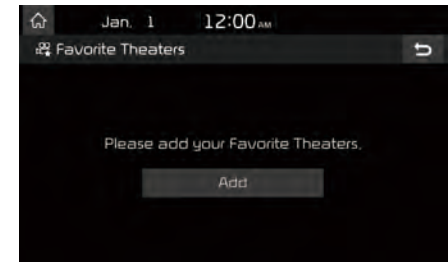 Jan. 1 12:00 AM
Favorite Theaters
Please add your Favorite Theaters.
Add